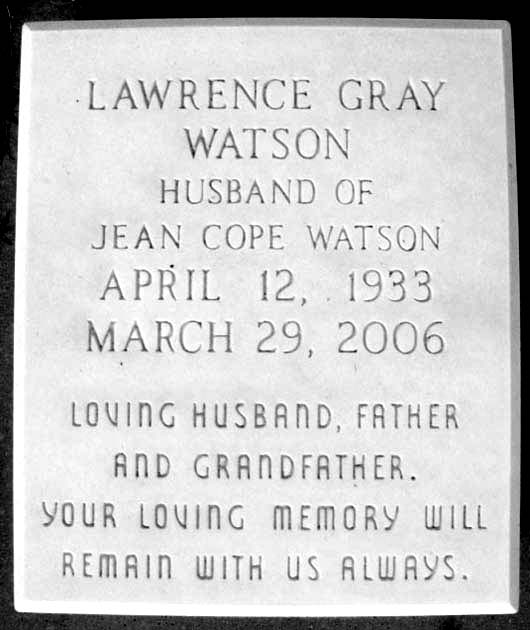 LAWRENCE GRAY
WATSON
HUSBAND OF
JEAN COPE WATSON
APRIL 12, 1933
MARCH 29, 2006
LOVING HUSBAND, FATHER
AND GRANDFATHER.
YOUR LOVING MEMORY WILL
REMAIN WITH US ALWAYS.